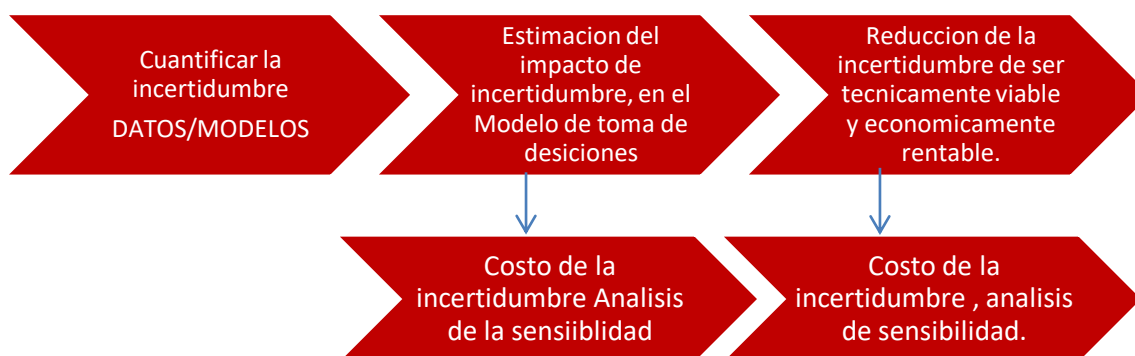 Cuantificar la
incertidumbre
DATOS/MODELOS
Estimacion del
impacto de
incertidumbre, en el
Modelo de toma de
desiciones
Reduccion de la
incertidumbre de ser
tecnicamente viable
y economicamente
rentable.
Costo de la
incertidumbre Analisis
de la sensiiblidad
Costo de la
incertidumbre , analisis
de sensibilidad.